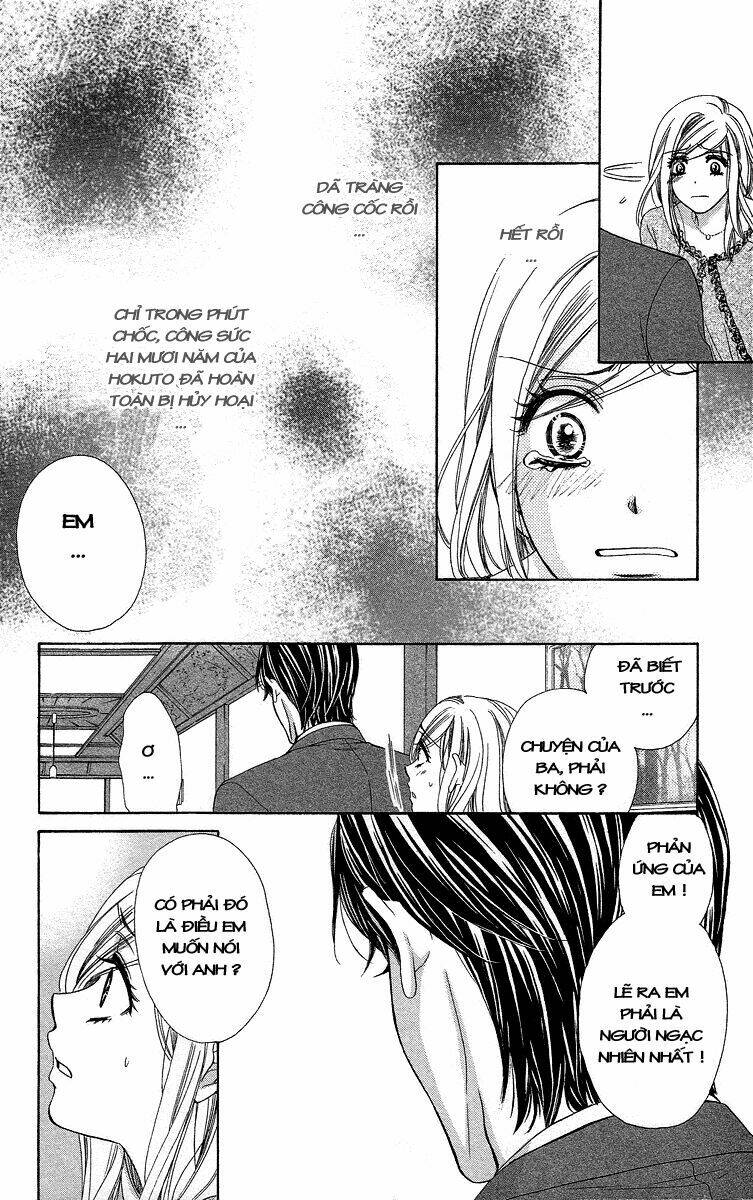 HẾT RỒI
...
DÃ TRÀNG
CÔNG CỐC RỒI
...
CHỈ TRONG PHÚT
CHỐC, CÔNG SỨC
HAI MƯƠI NĂM CỦA
HOKUTO ĐÃ HOÀN
TOÀN BỊ HỦY HOẠI
...
EM
...
ĐÃ BIẾT
TRƯỚC
...
CHUYỆN CỦA
BA, PHẢI
KHÔNG ?
Ơ
...
PHẢN
ỨNG CỦA
EM !
LẼ RA EM
PHẢI LÀ
NGƯỜI NGẠC
NHIÊN NHẤT !
CÓ PHẢI ĐÓ
LÀ ĐIỀU EM
MUỐN NÓI
VỚI ANH ?